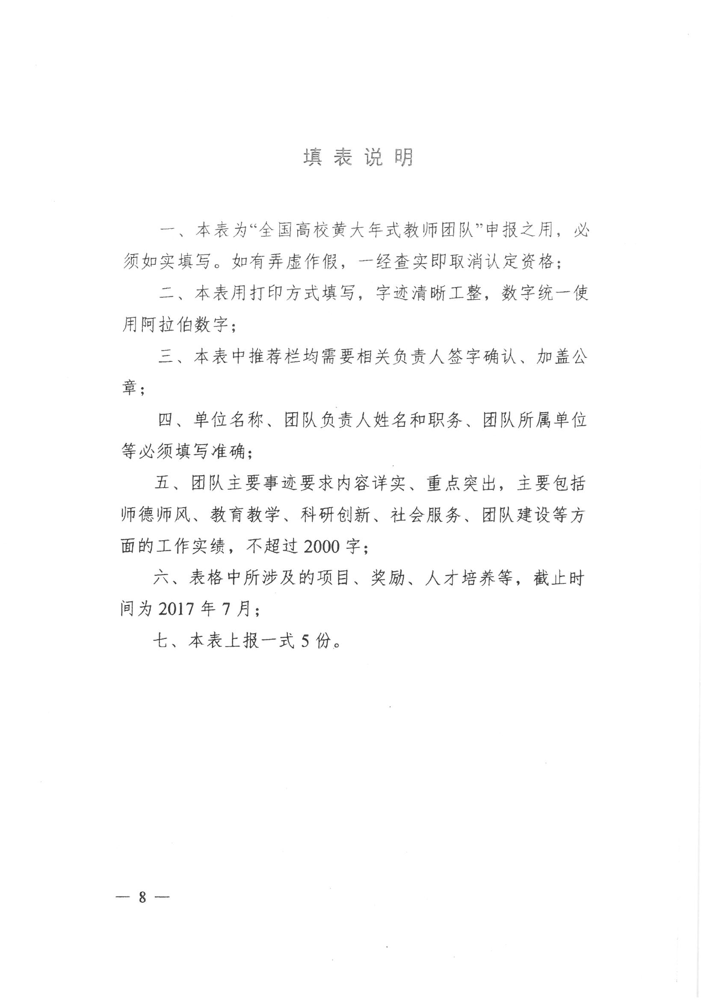 填表说明
一、本表为“全国高校黄大年式教师团队”申报之用，必
须如实填写。如有弄虚作假，一经查实即取消认定资格；
二、本表用打印方式填写，字迹清晰工整，数字统一使
用阿拉伯数字；
三、本表中推荐栏均需要相关负责人签字确认、加盖公
章；
四、单位名称、团队负责人姓名和职务、团队所属单位
等必须填写准确；
五、团队主要事迹要求内容详实、重点突出，主要包括
师德师风、教育教学、科研创新、社会服务、团队建设等方
面的工作实绩，不超过 2000 字；
六、表格中所涉及的项目、奖励、人才培养等，截止时
间为 2017 年 7 月；
七、本表上报一式 5 份。
— 8 —